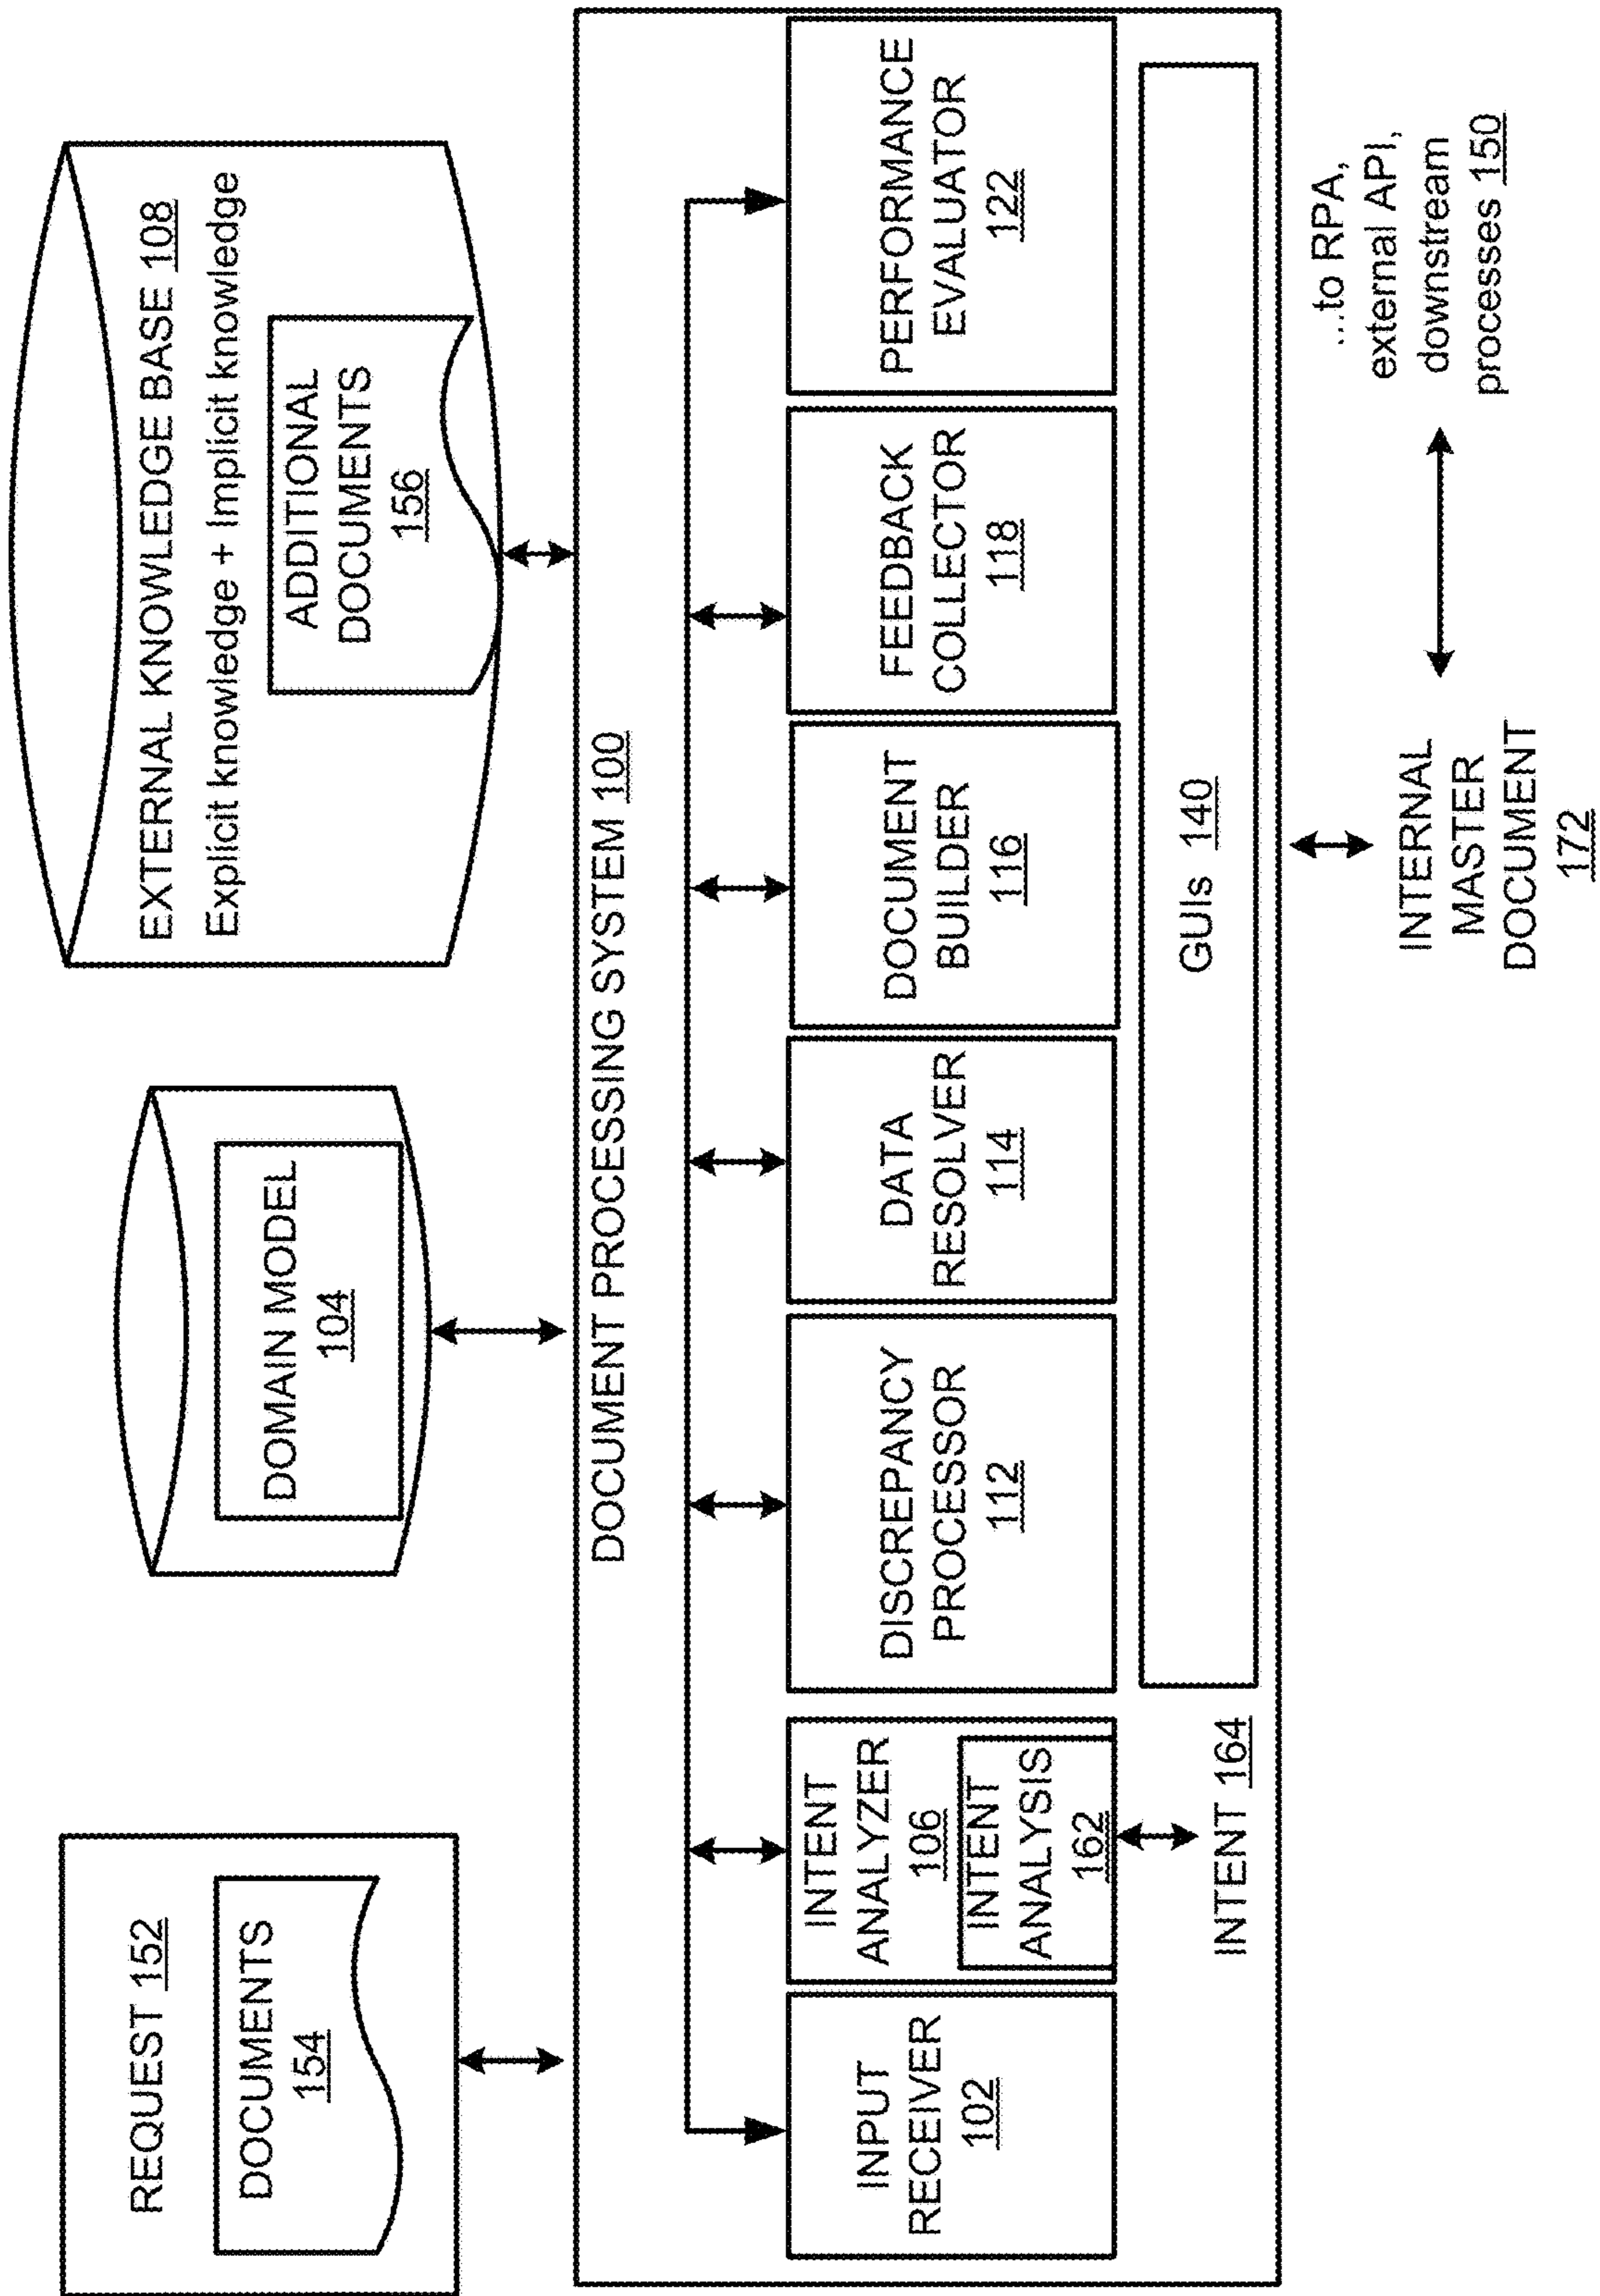 REQUEST 152
DOCUMENTS
154
DOMAIN MODEL
104
EXTERNAL KNOWLEDGE BASE 108
Explicit knowledge + Implicit knowledge
ADDITIONAL
DOCUMENTS
156
DOCUMENT PROCESSING SYSTEM 100
INPUT
RECEIVER
102
INTENT
ANALYZER
106
INTENT
ANALYSIS
162
DISCREPANCY
PROCESSOR
112
DATA
RESOLVER
114
DOCUMENT
BUILDER
116
FEEDBACK
COLLECTOR
118
PERFORMANCE
EVALUATOR
122
INTENT 164
GUIs 140
INTERNAL
MASTER
DOCUMENT
172
...to RPA,
external API,
downstream
processes 150